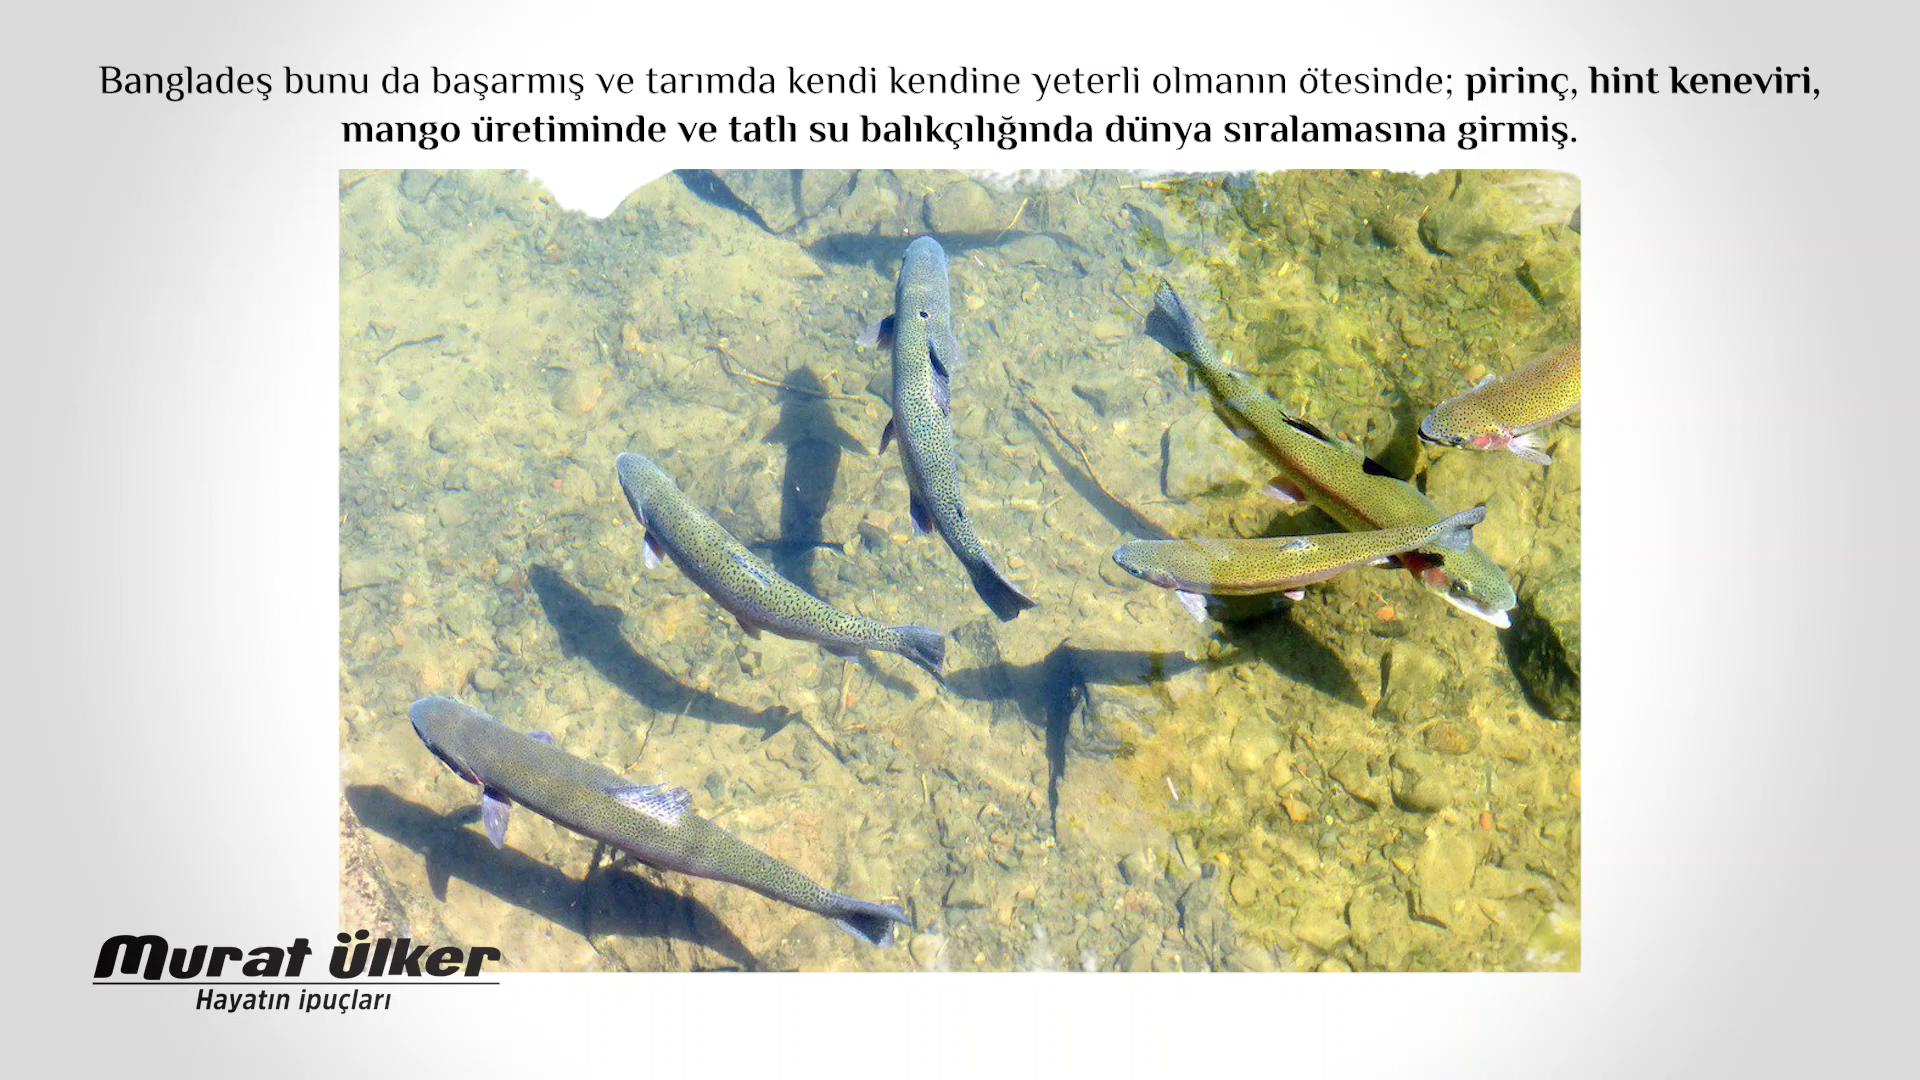 Bangladeş bunu da başarmış ve tarımda kendi kendine yeterli olmanın ötesinde; pirinç, hint keneviri,
mango üretiminde ve tatlı su balıkçılığında dünya sıralamasına girmiş.
Murat Ülker
Hayatın ipuçları